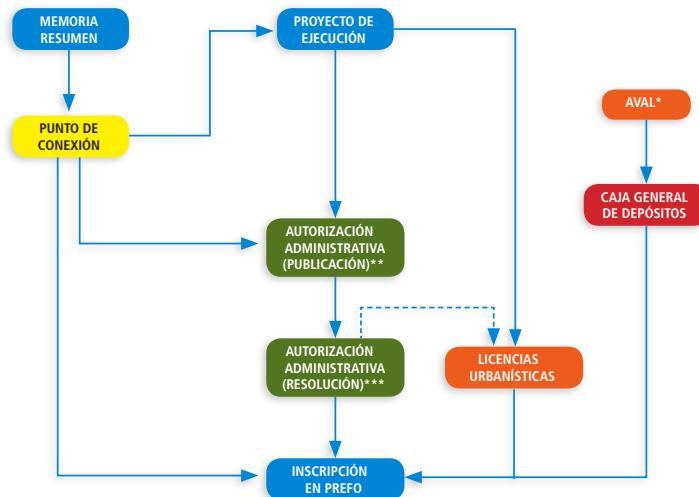 MEMORIA
RESUMEN
PROYECTO DE
EJECUCIÓN
AVAL*
PUNTO DE
CONEXIÓN
CAJA GENERAL
DE DEPÓSITOS
AUTORIZACIÓN
ADMINISTRATIVA
(PUBLICACIÓN)**
AUTORIZACIÓN
ADMINISTRATIVA
(RESOLUCIÓN)***
LICENCIAS
URBANÍSTICAS
INSCRIPCIÓN
EN PREFO